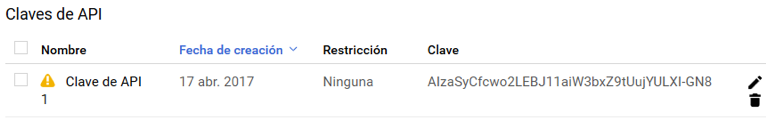 Claves de API
Nombre Fecha de creación Restricción Clave
Clave de API 17 abr. 2017 Ninguna AIzaSyCfcwo2LEBJ11aiW3bxZ9tUujYULXI-GN8
1